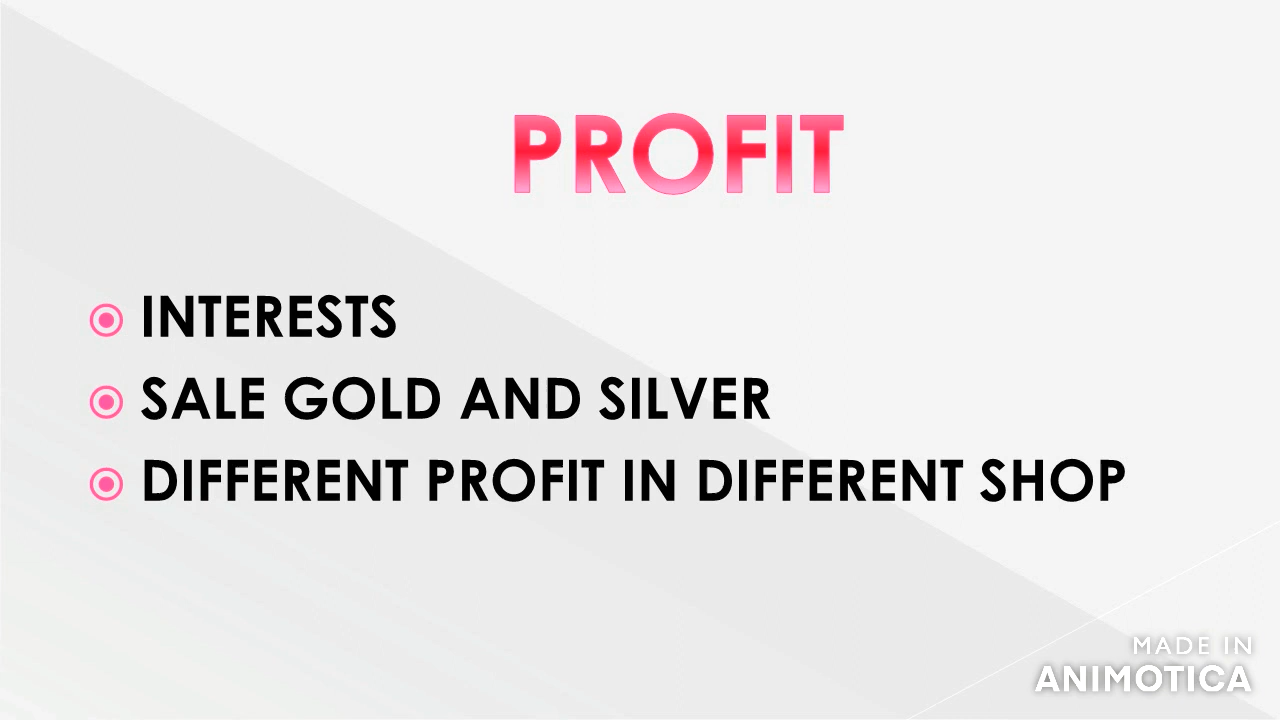 PROFIT
INTERESTS
SALE GOLD AND SILVER
DIFFERENT PROFIT IN DIFFERENT SHOP
MADE IN
ANIMOTICA